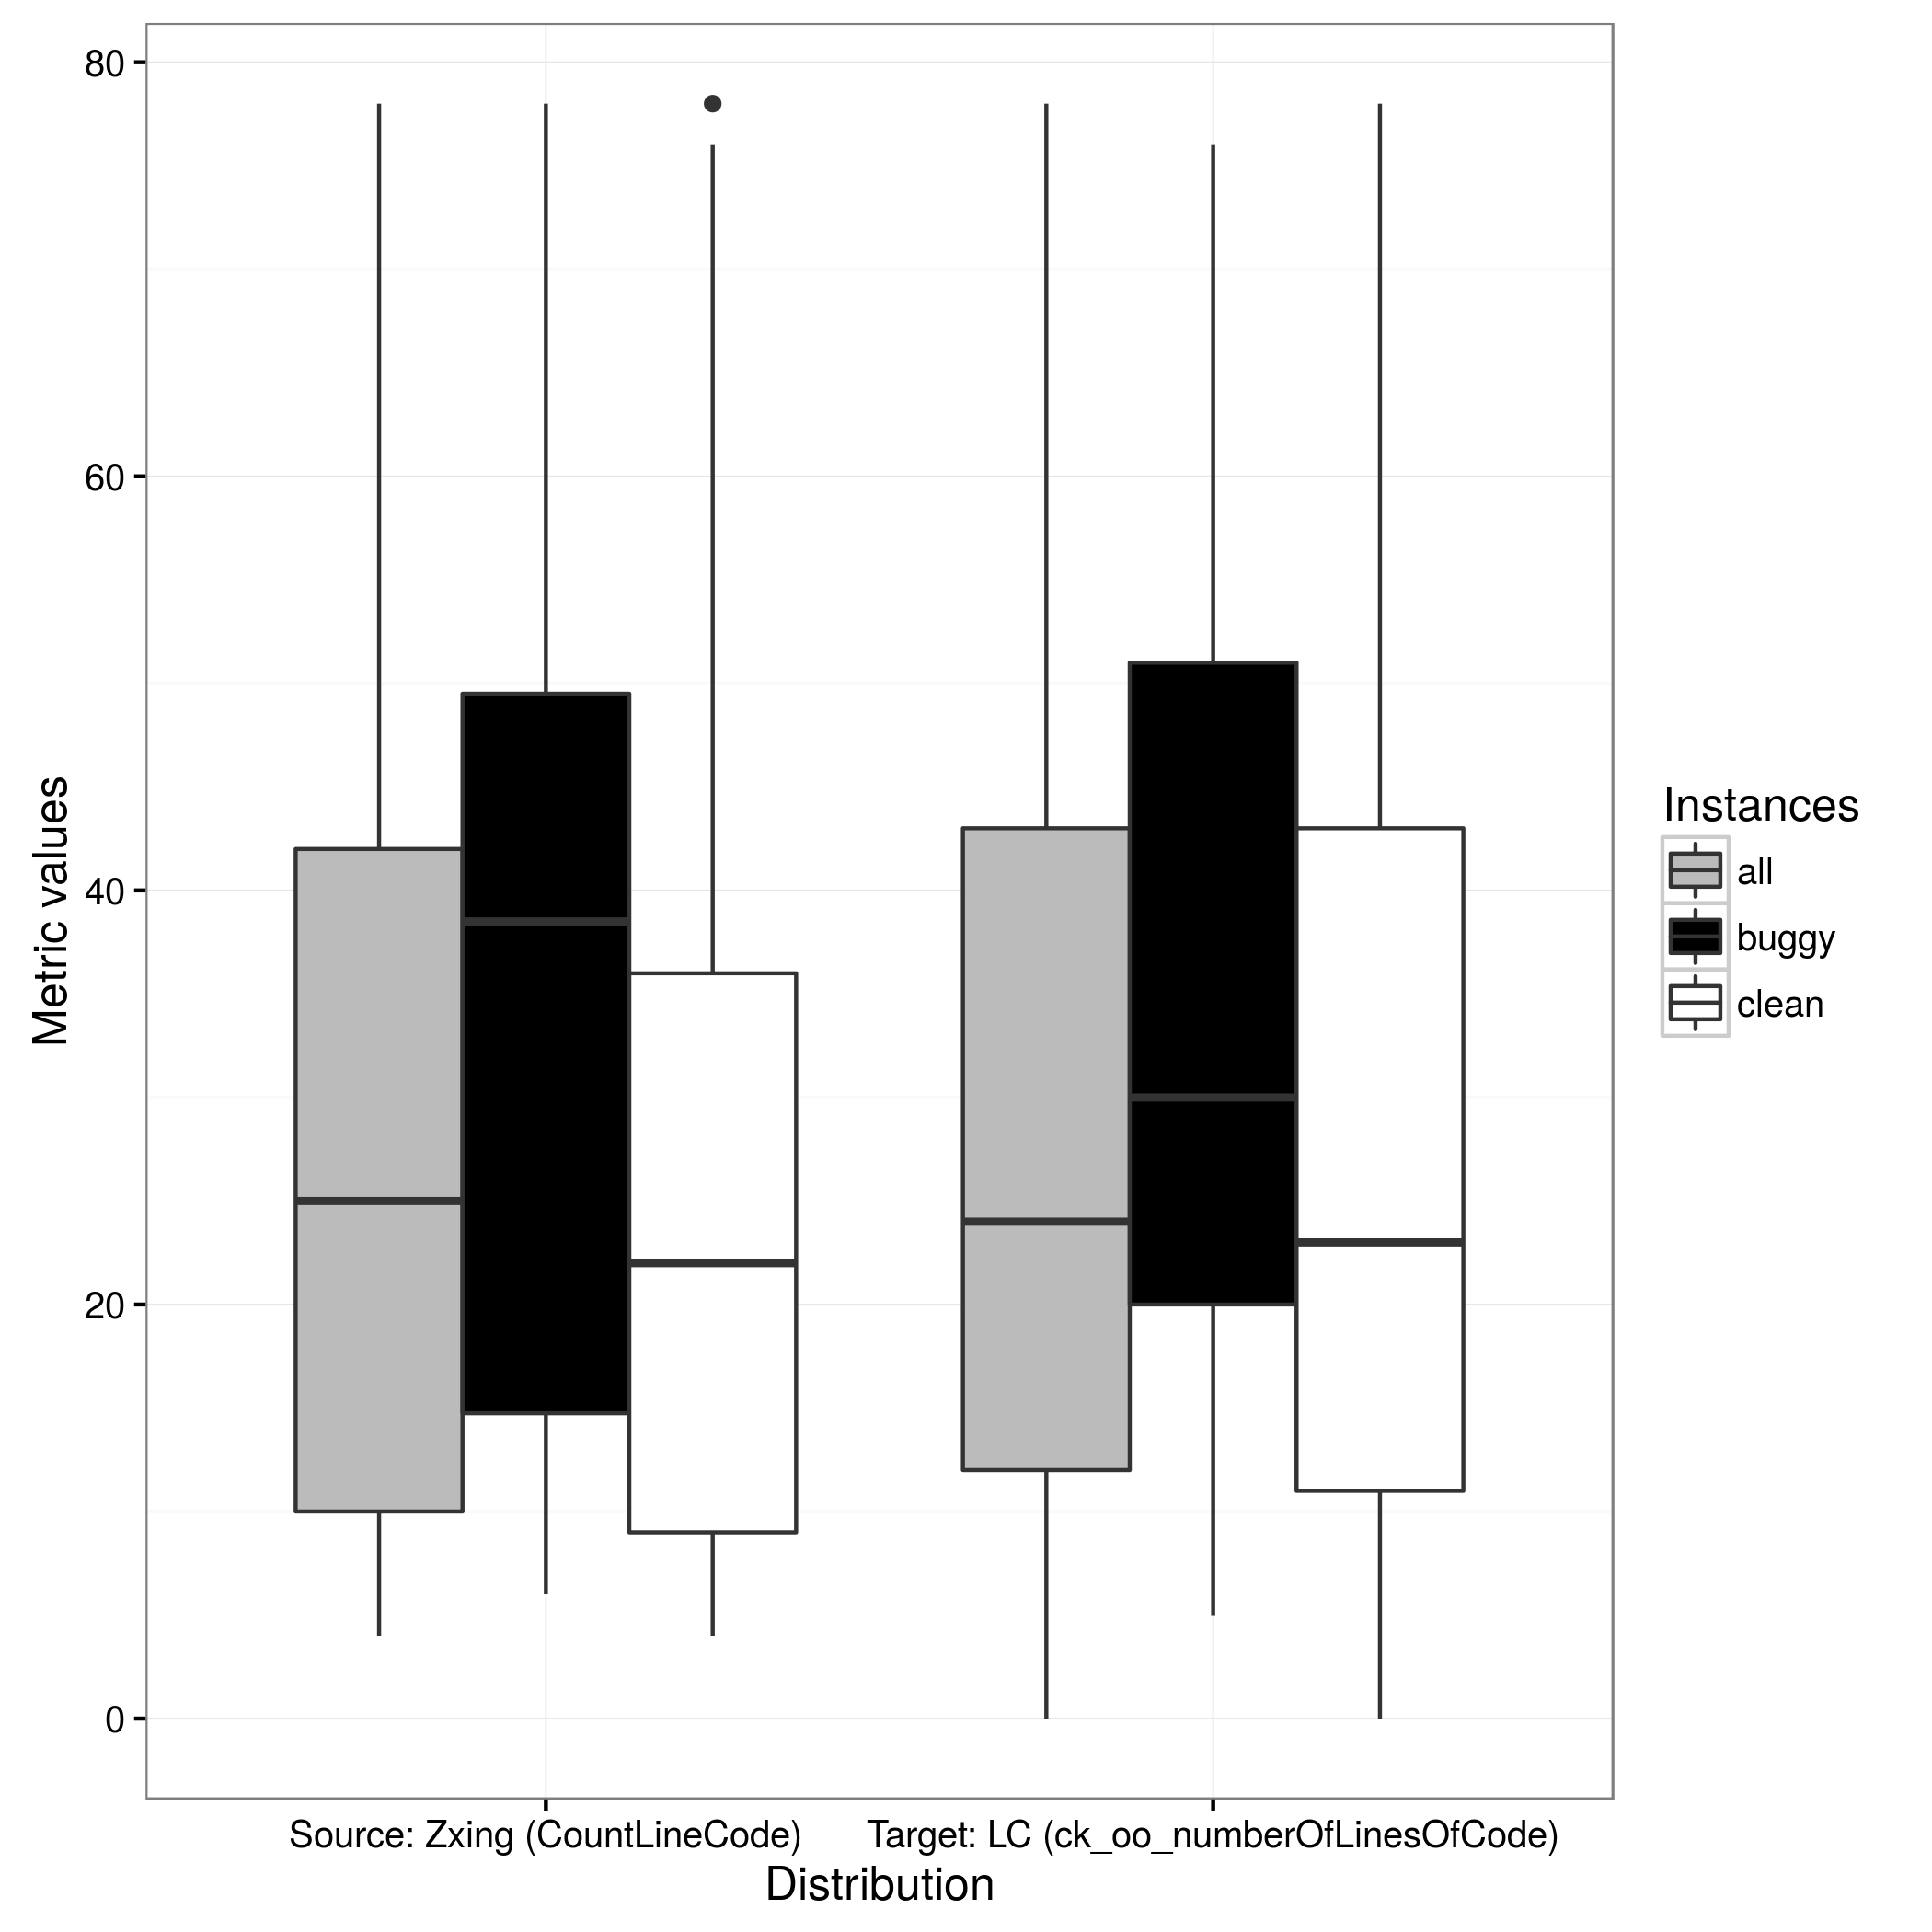 80
60
40
20
0
Metric values
Source: Zxing (CountLineCode)
Target: LC (ck_oo_numberOfLinesOfCode)
Distribution
Instances
all
buggy
clean